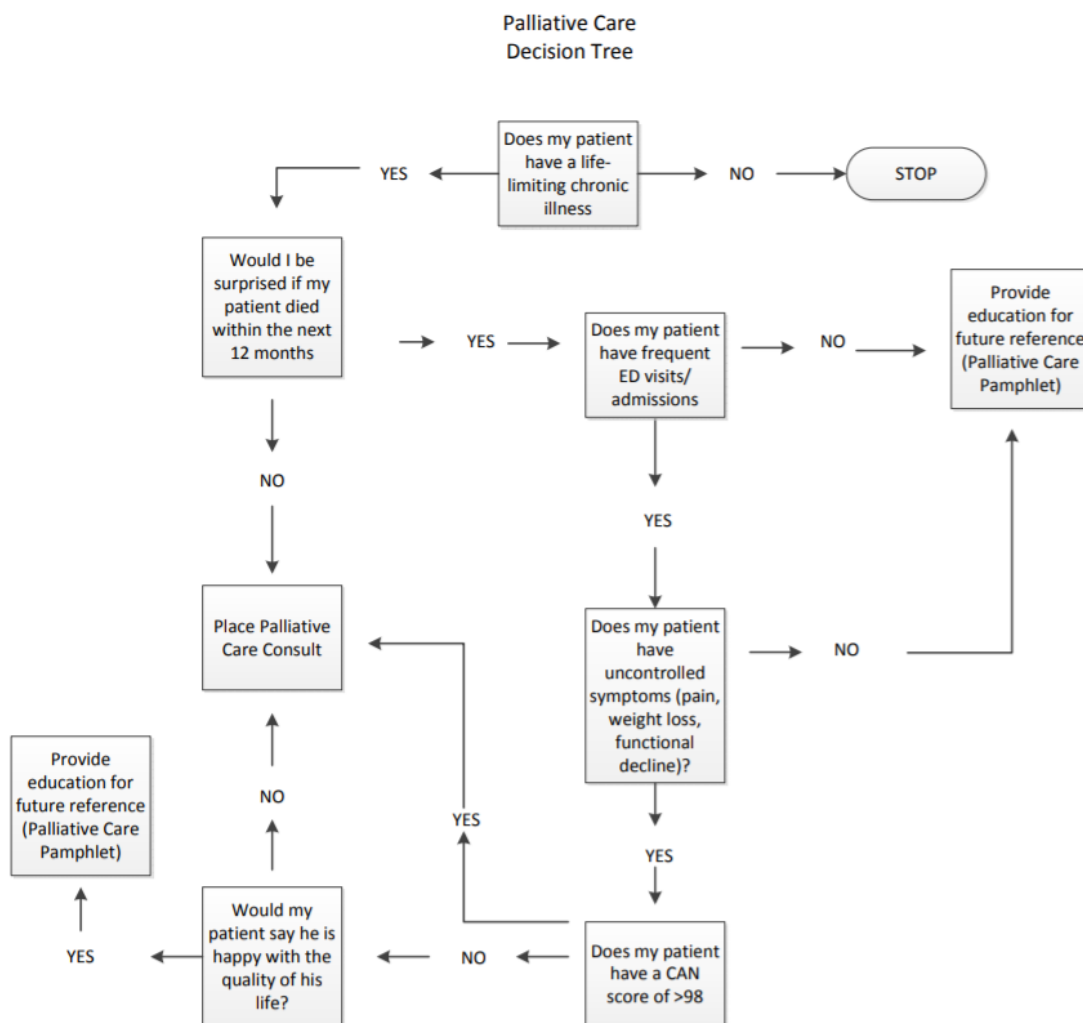 Palliative Care
Decision Tree
Does my patient
have a life-
limiting chronic
illness
YES
NO
STOP
Would I be
surprised if my
patient died
within the next
12 months
YES
Does my patient
have frequent
ED visits/
admissions
NO
Provide
education for
future reference
(Palliative Care
Pamphlet)
NO
YES
Place Palliative
Care Consult
Does my patient
have
uncontrolled
symptoms (pain,
weight loss,
functional
decline)?
NO
Provide
education for
future reference
(Palliative Care
Pamphlet)
NO
YES
YES
Would my
patient say he is
happy with the
quality of his
life?
YES
NO
Does my patient
have a CAN
score of >98